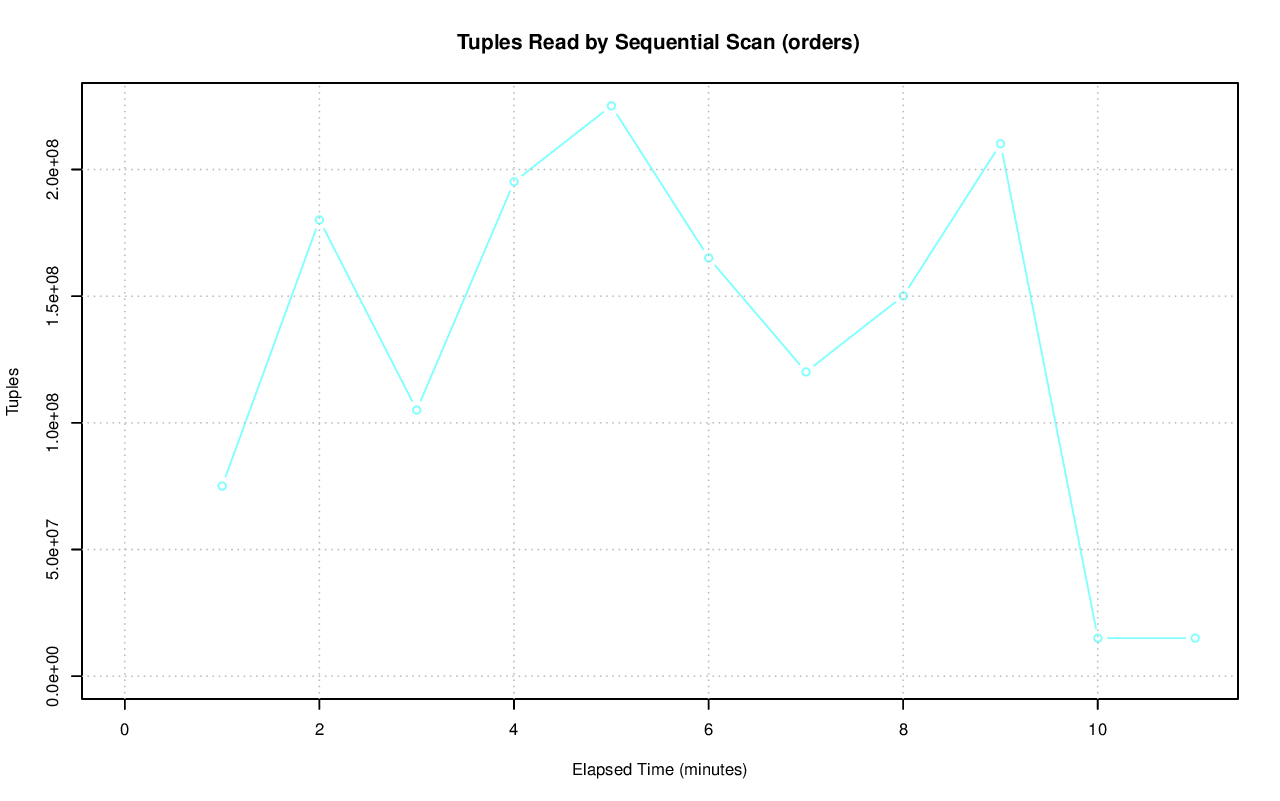 Tuples Read by Sequential Scan (orders)
2.0e+08
1.5e+08
1.0e+08
5.0e+07
0.0e+00
Tuples
0 2 4 6 8 10
Elapsed Time (minutes)